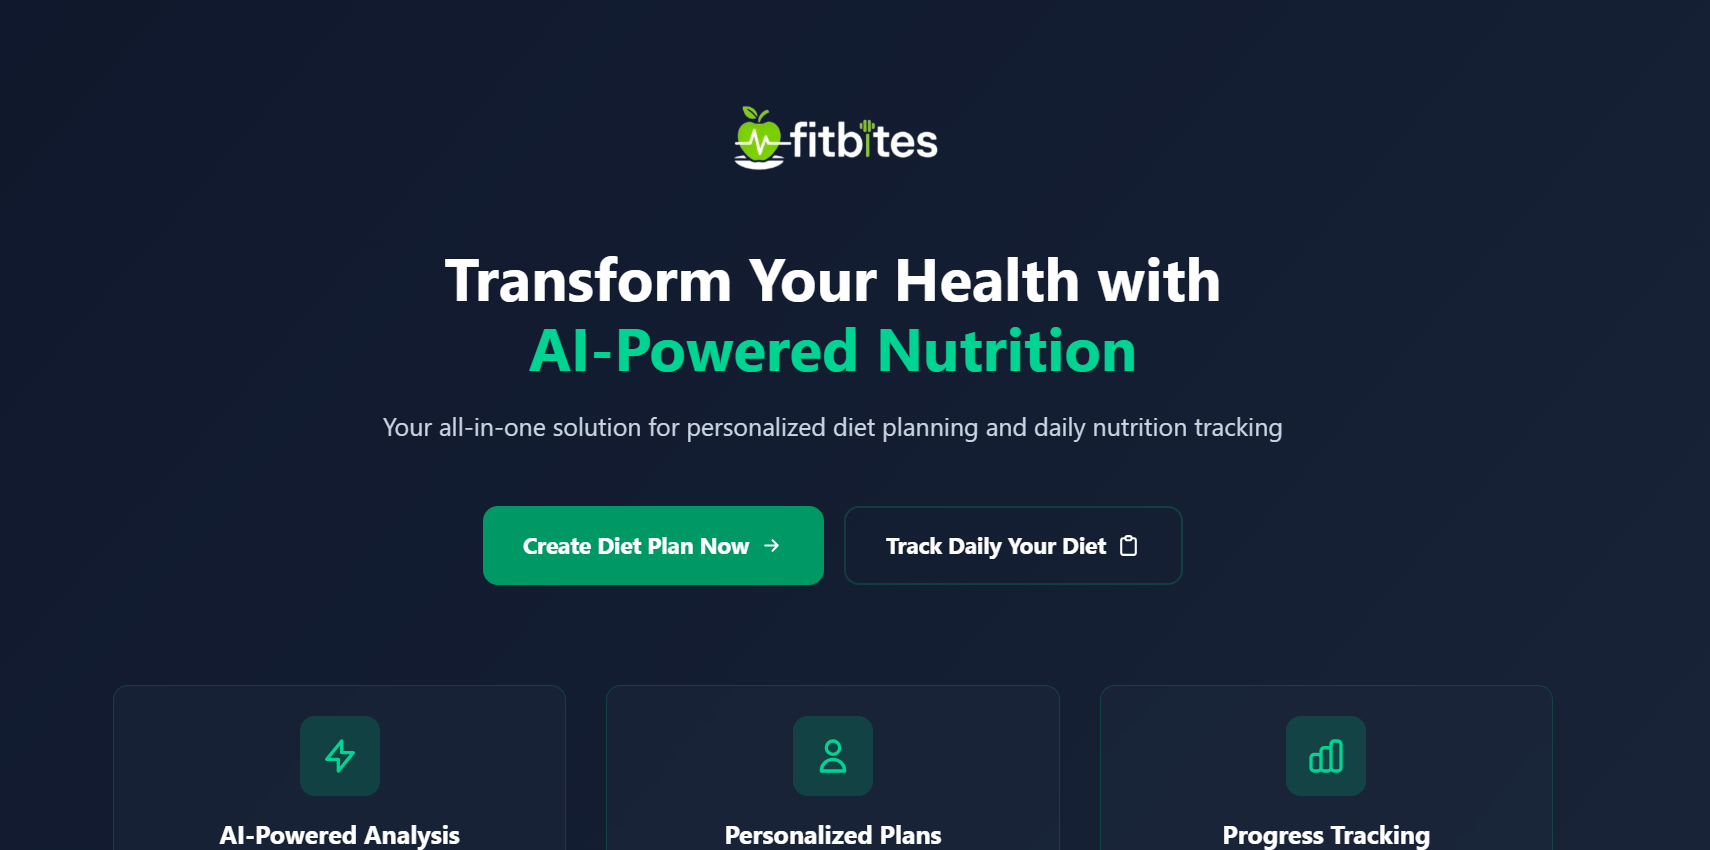 fitbites
Transform Your Health with
AI-Powered Nutrition
Your all-in-one solution for personalized diet planning and daily nutrition tracking
Create Diet Plan Now
Track Daily Your Diet
AI-Powered Analysis
Personalized Plans
Progress Tracking